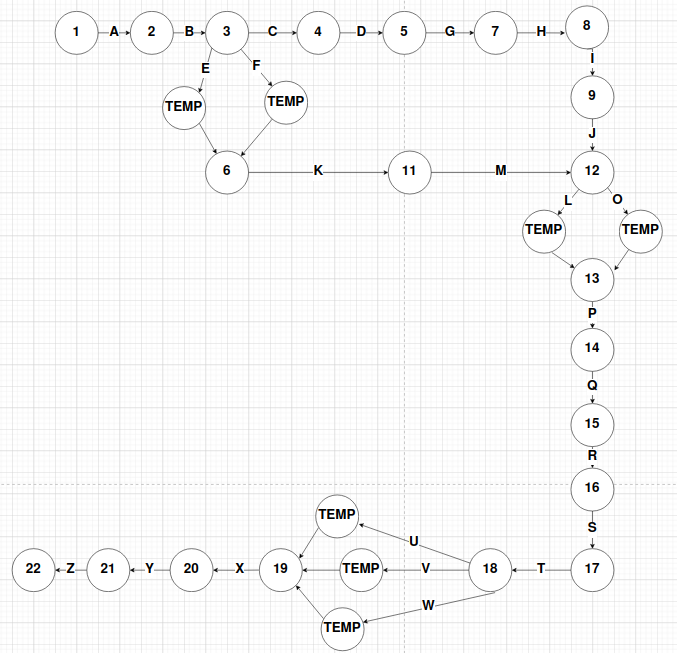 1 A 2 B 3 C 4 D 5 G 7 H 8
I
E F
9
TEMP TEMP
J
6 K 11 M 12
L O
TEMP TEMP
13
P
14
Q
15
R
16
TEMP
S
U
22 Z 21 Y 20 X 19 TEMP V 18 T 17
W
TEMP